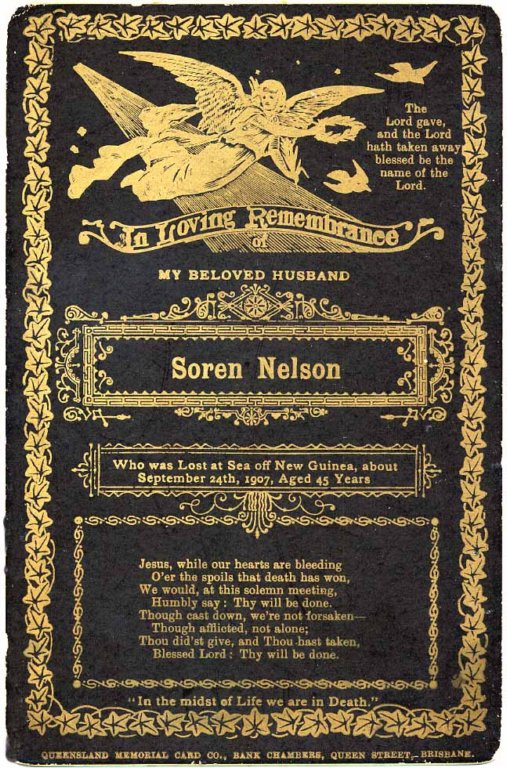 The
Lord gave,
and the Lord
hath taken away
blessed be the
name of the
Lord.
In Loving Remembrance
of
MY BELOVED HUSBAND
Soren Nelson
Who was Lost at Sea off New Guinea, about
September 24th, 1907, Aged 45 Years
Jesus, while our hearts are bleeding
O'er the spoils that death has won,
We would, at this solemn meeting,
Humbly say: Thy will be done.
Though cast down, we're not forsaken—
Though afflicted, not alone;
Thou did'st give, and Thou hast taken,
Blessed Lord: Thy will be done.
"In the midst of Life we are in Death."
QUEENSLAND MEMORIAL CARD CO., BANK CHAMBERS, QUEEN STREET, BRISBANE.